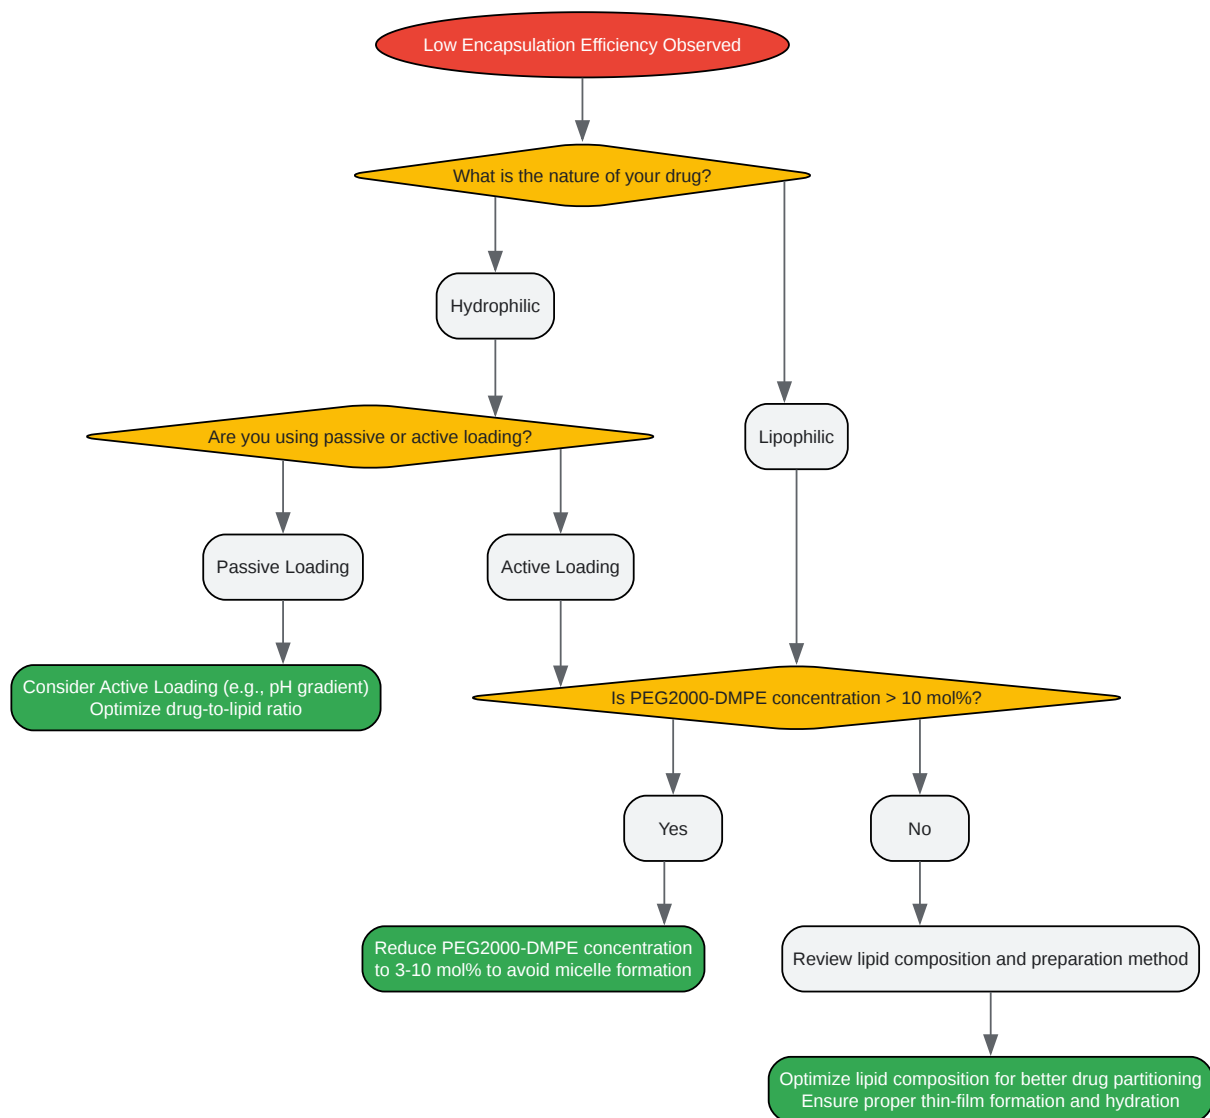 Low Encapsulation Efficiency Observed
What is the nature of your drug?
Hydrophilic
Are you using passive or active loading?
Lipophilic
Passive Loading
Active Loading
Consider Active Loading (e.g., pH gradient)
Optimize drug-to-lipid ratio
Is PEG2000-DMPE concentration > 10 mol%?
Yes
No
Reduce PEG2000-DMPE concentration
to 3-10 mol% to avoid micelle formation
Review lipid composition and preparation method
Optimize lipid composition for better drug partitioning
Ensure proper thin-film formation and hydration